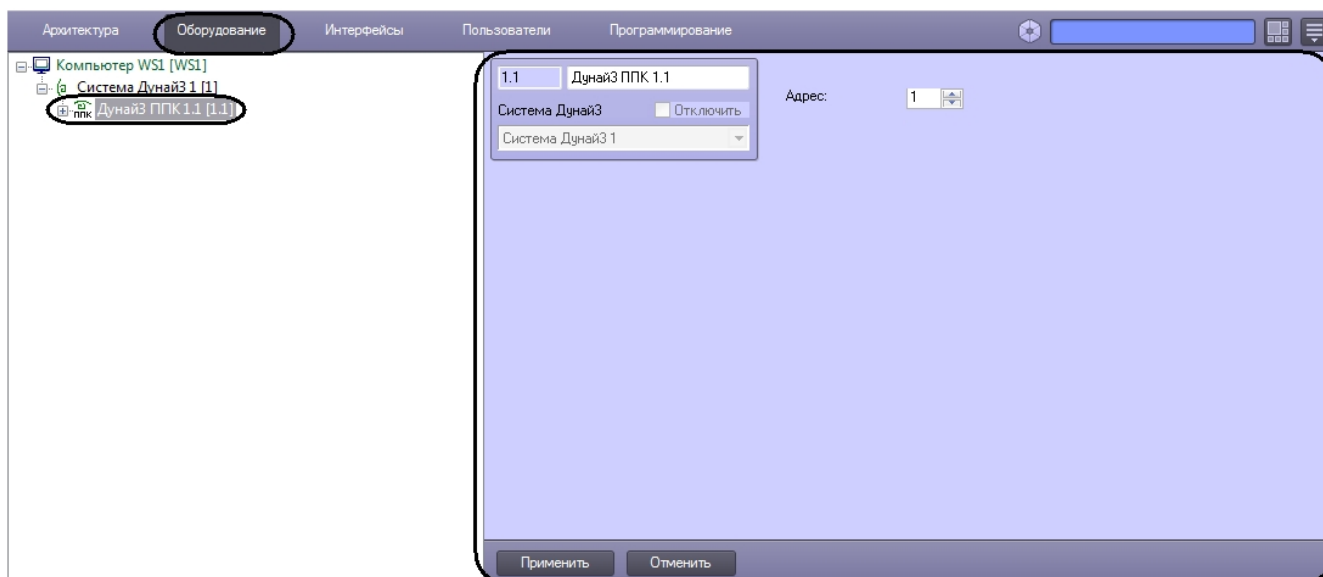 Архитектура Оборудование Интерфейсы Пользователи Программирование
Компьютер WS1 [WS1]
Система Дунай3 1 [1]
ппк Дунай3 ППК 1.1 [1.1]
1.1 Дунай3 ППК 1.1
Система Дунай3 Отключить
Система Дунай3 1
Адрес: 1
Применить Отменить